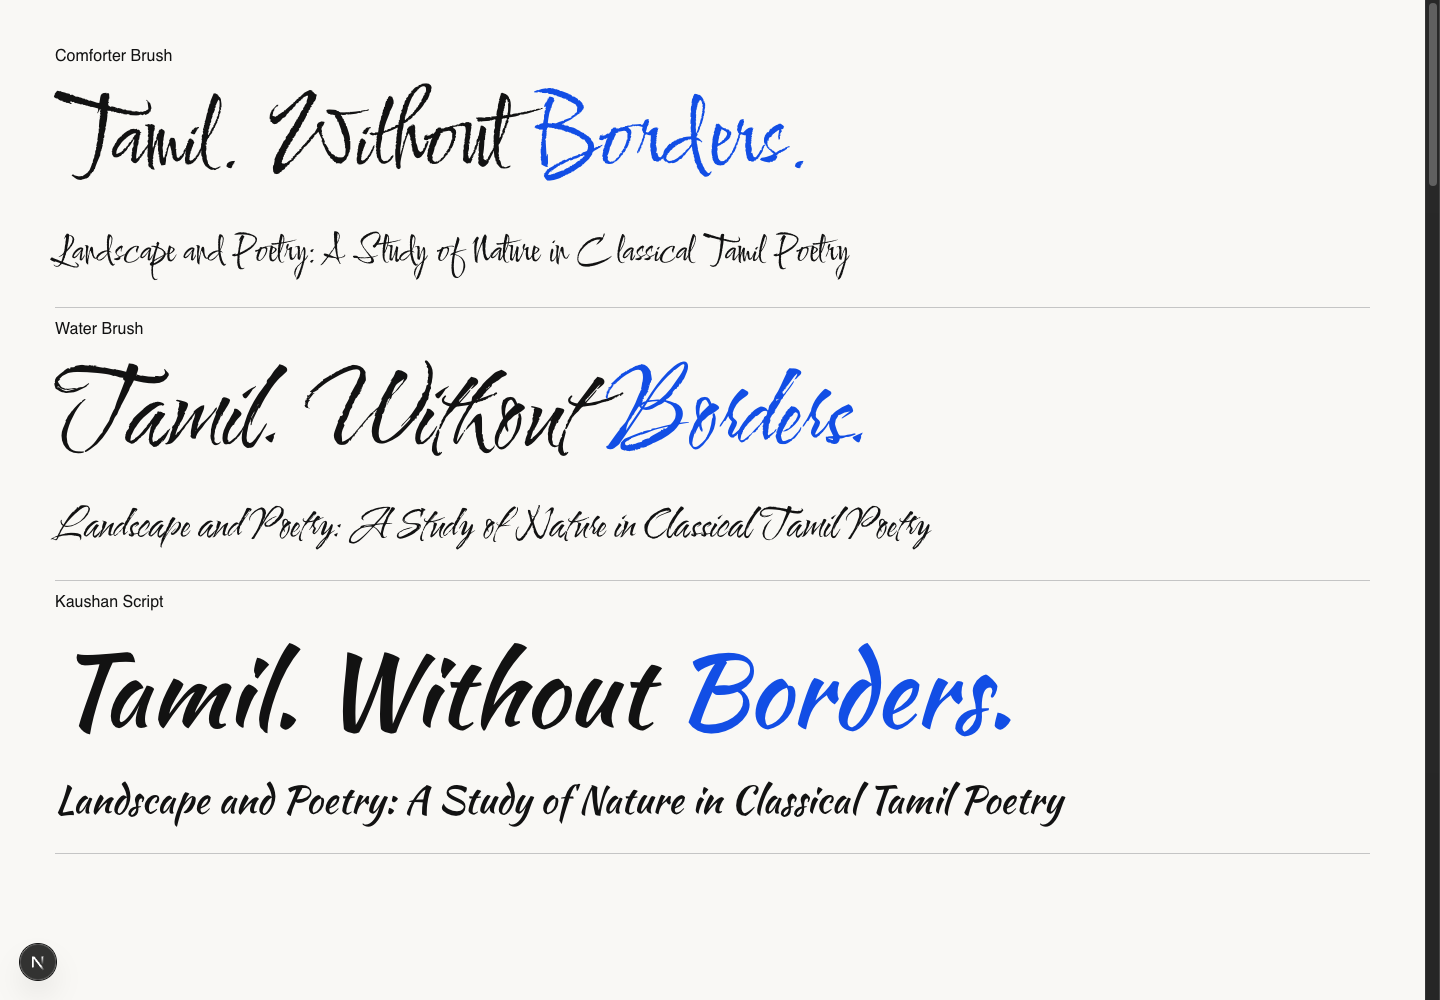 Comforter Brush
Tamil. Without Borders.
Landscape and Poetry: A Study of Nature in Classical Tamil Poetry
Water Brush
Tamil. Without Borders.
Landscape and Poetry: A Study of Nature in Classical Tamil Poetry
Kaushan Script
Tamil. Without Borders.
Landscape and Poetry: A Study of Nature in Classical Tamil Poetry
N